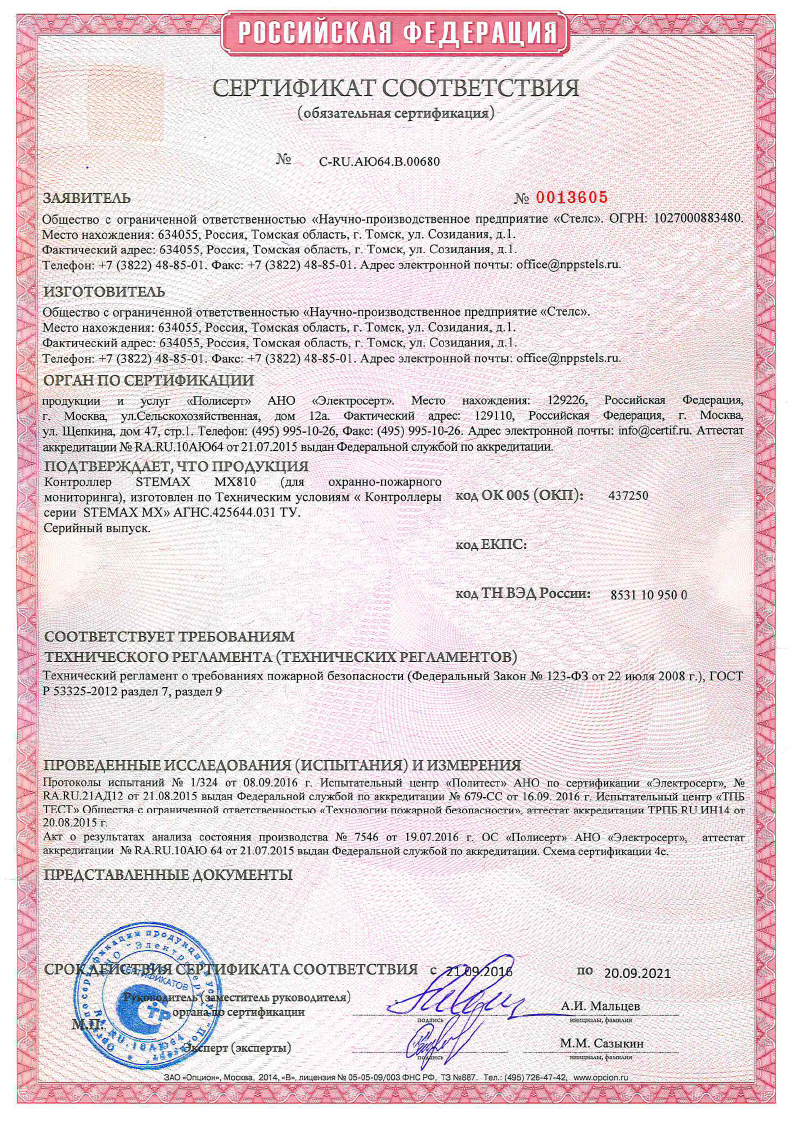 РОССИЙСКАЯ ФЕДЕРАЦИЯ
СЕРТИФИКАТ СООТВЕТСТВИЯ
(обязательная сертификация)
№ C-RU.АЮ64.В.00680
ЗАЯВИТЕЛЬ № 0013605
Общество с ограниченной ответственностью «Научно-производственное предприятие «Стелс». ОГРН: 1027000883480.
Место нахождения: 634055, Россия, Томская область, г. Томск, ул. Созидания, д.1.
Фактический адрес: 634055, Россия, Томская область, г. Томск, ул. Созидания, д.1.
Телефон: +7 (3822) 48-85-01. Факс: +7 (3822) 48-85-01. Адрес электронной почты: office@nppstels.ru.
ИЗГОТОВИТЕЛЬ
Общество с ограниченной ответственностью «Научно-производственное предприятие «Стелс».
Место нахождения: 634055, Россия, Томская область, г. Томск, ул. Созидания, д.1.
Фактический адрес: 634055, Россия, Томская область, г. Томск, ул. Созидания, д.1.
Телефон: +7 (3822) 48-85-01. Факс: +7 (3822) 48-85-01. Адрес электронной почты: office@nppstels.ru.
ОРГАН ПО СЕРТИФИКАЦИИ
продукции и услуг «Полисерт» АНО «Электросерт». Место нахождения: 129226, Российская Федерация,
г. Москва, ул.Сельскохозяйственная, дом 12а. Фактический адрес: 129110, Российская Федерация, г. Москва,
ул. Щепкина, дом 47, стр.1. Телефон: (495) 995-10-26, Факс: (495) 995-10-26. Адрес электронной почты: info@certif.ru. Аттестат
аккредитации № RA.RU.10АЮ64 от 21.07.2015 выдан Федеральной службой по аккредитации.
ПОДТВЕРЖДАЕТ, ЧТО ПРОДУКЦИЯ
Контроллер STEMAX MX810 (для охранно-пожарного
мониторинга), изготовлен по Техническим условиям « Контроллеры
серии STEMAX MX» АГНС.425644.031 ТУ.
Серийный выпуск.
код ОК 005 (ОКП): 437250
код ЕКПС:
код ТН ВЭД России: 8531 10 950 0
СООТВЕТСТВУЕТ ТРЕБОВАНИЯМ
ТЕХНИЧЕСКОГО РЕГЛАМЕНТА (ТЕХНИЧЕСКИХ РЕГЛАМЕНТОВ)
Технический регламент о требованиях пожарной безопасности (Федеральный Закон № 123-ФЗ от 22 июля 2008 г.), ГОСТ
Р 53325-2012 раздел 7, раздел 9
ПРОВЕДЕННЫЕ ИССЛЕДОВАНИЯ (ИСПЫТАНИЯ) И ИЗМЕРЕНИЯ
Протоколы испытаний № 1/324 от 08.09.2016 г. Испытательный центр «Политест» АНО по сертификации «Электросерт», №
RA.RU.21АД12 от 21.08.2015 выдан Федеральной службой по аккредитации № 679-СС от 16.09. 2016 г. Испытательный центр «ТПБ
ТЕСТ» Общества с ограниченной ответственностью «Технологии пожарной безопасности», аттестат аккредитации ТРПБ.RU.ИН14 от
20.08.2015 г.
Акт о результатах анализа состояния производства № 7546 от 19.07.2016 г. ОС «Полисерт» АНО «Электросерт», аттестат
аккредитации № RA.RU.10АЮ 64 от 21.07.2015 выдан Федеральной службой по аккредитации. Схема сертификации 4с.
ПРЕДСТАВЛЕННЫЕ ДОКУМЕНТЫ
СРОК ДЕЙСТВИЯ СЕРТИФИКАТА СООТВЕТСТВИЯ с 21.09.2016 по 20.09.2021
Руководитель (заместитель руководителя)
органа по сертификации
А.И. Мальцев
подпись инициалы, фамилия
М.П.
Эксперт (эксперты)
М.М. Сазыкин
подпись инициалы, фамилия
ЗАО «Опцион», Москва, 2014, «В», лицензия № 05-05-09/003 ФНС РФ, ТЗ №887. Тел.: (495) 726-47-42, www.opcion.ru